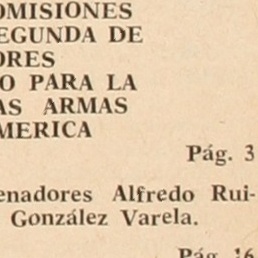 OMISIONES
EGUNDA DE
ORES
O PARA LA
AS ARMAS
MERICA
Pág. 3
enadores Alfredo Rui-
González Varela.
Pág. 16